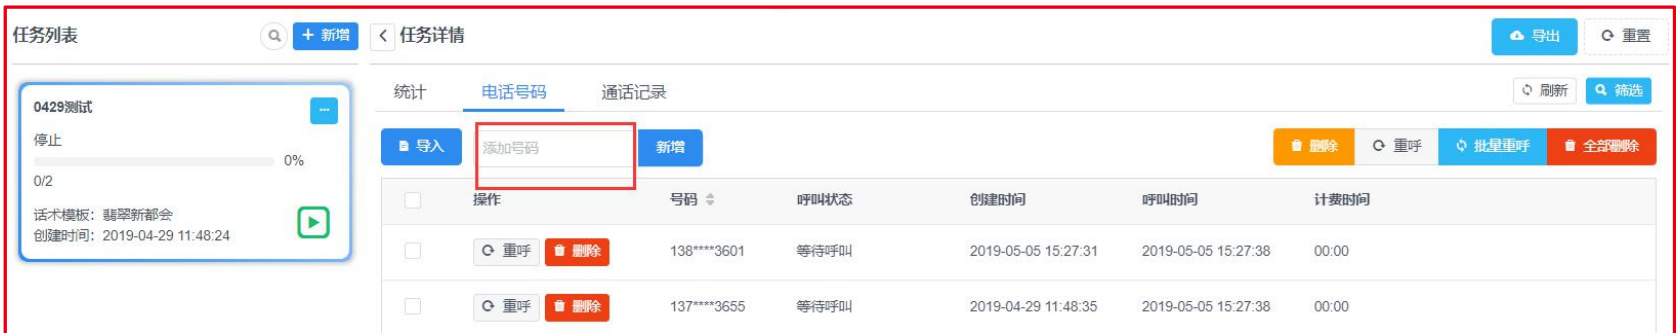 任务列表
+ 新增
任务详情
导出
重置
0429测试
停止
0%
0/2
话术模板：翡翠新都会
创建时间：2019-04-29 11:48:24
统计
电话号码
通话记录
刷新
筛选
导入
添加号码
新增
删除
重呼
批量重呼
全部删除
操作 号码 呼叫状态 创建时间 呼叫时间 计费时间
重呼 删除 138****3601 等待呼叫 2019-05-05 15:27:31 2019-05-05 15:27:38 00:00
重呼 删除 137****3655 等待呼叫 2019-04-29 11:48:35 2019-05-05 15:27:38 00:00